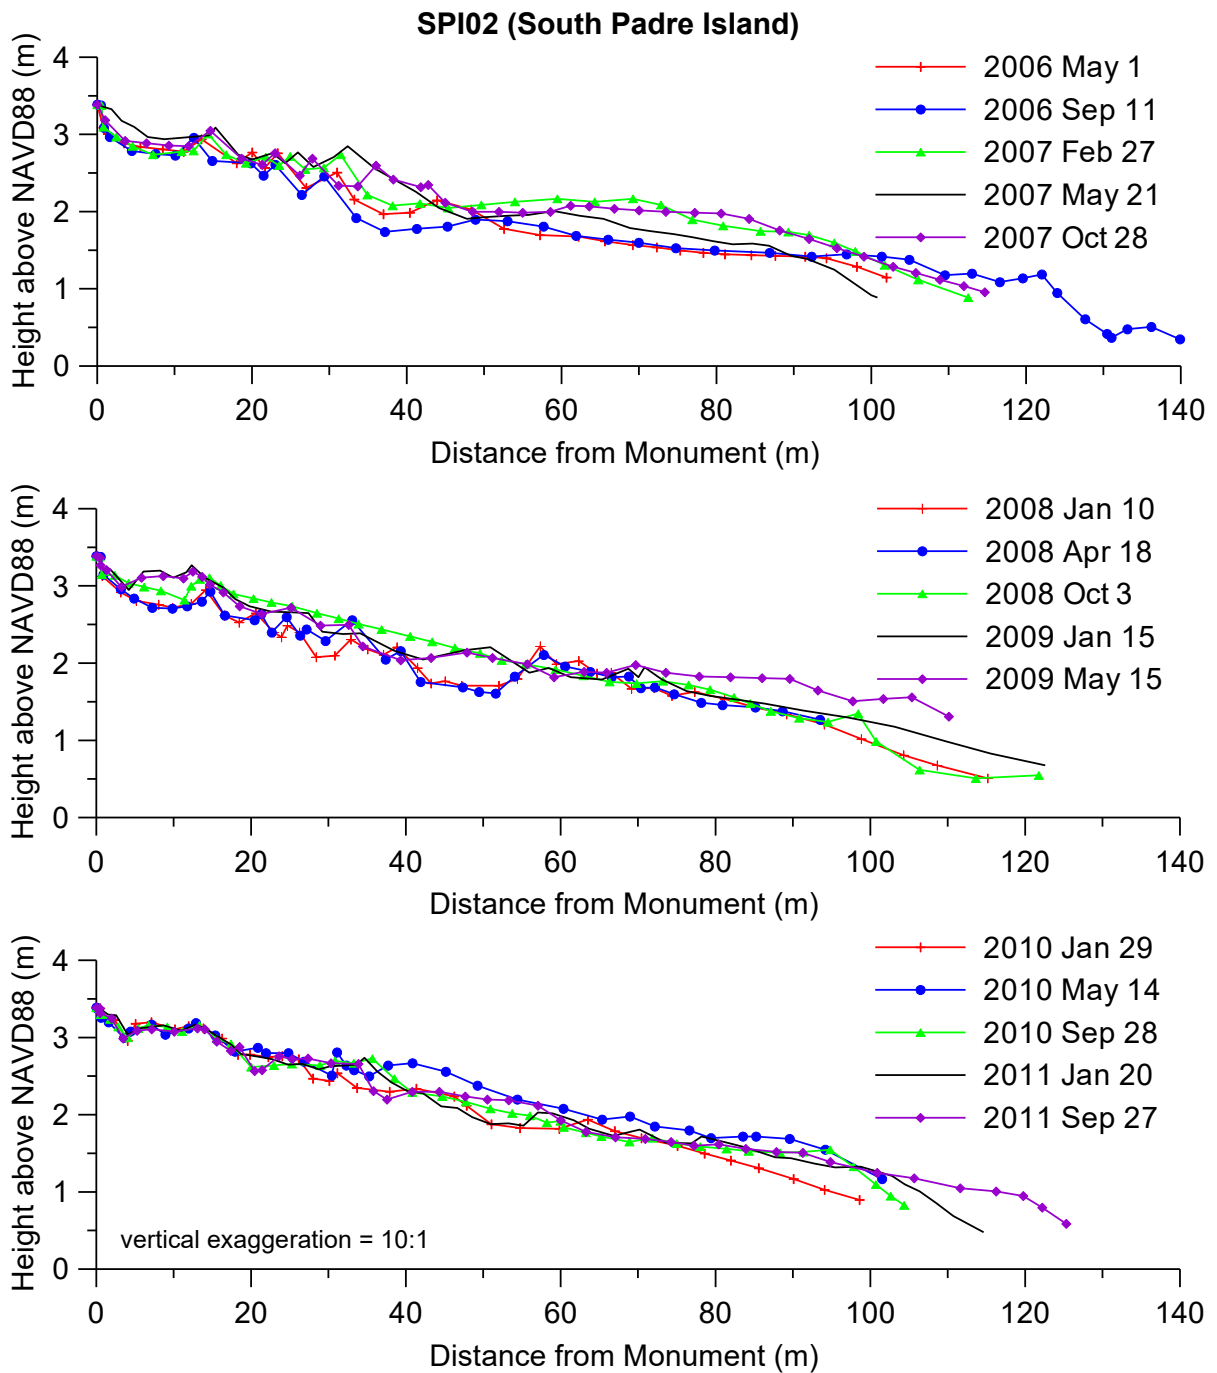 SPI02 (South Padre Island)
Height above NAVD88 (m)
4
3
2
1
0
2006 May 1
2006 Sep 11
2007 Feb 27
2007 May 21
2007 Oct 28
0 20 40 60 80 100 120 140
Distance from Monument (m)
Height above NAVD88 (m)
4
3
2
1
0
2008 Jan 10
2008 Apr 18
2008 Oct 3
2009 Jan 15
2009 May 15
0 20 40 60 80 100 120 140
Distance from Monument (m)
Height above NAVD88 (m)
4
3
2
1
0
2010 Jan 29
2010 May 14
2010 Sep 28
2011 Jan 20
2011 Sep 27
vertical exaggeration = 10:1
0 20 40 60 80 100 120 140
Distance from Monument (m)